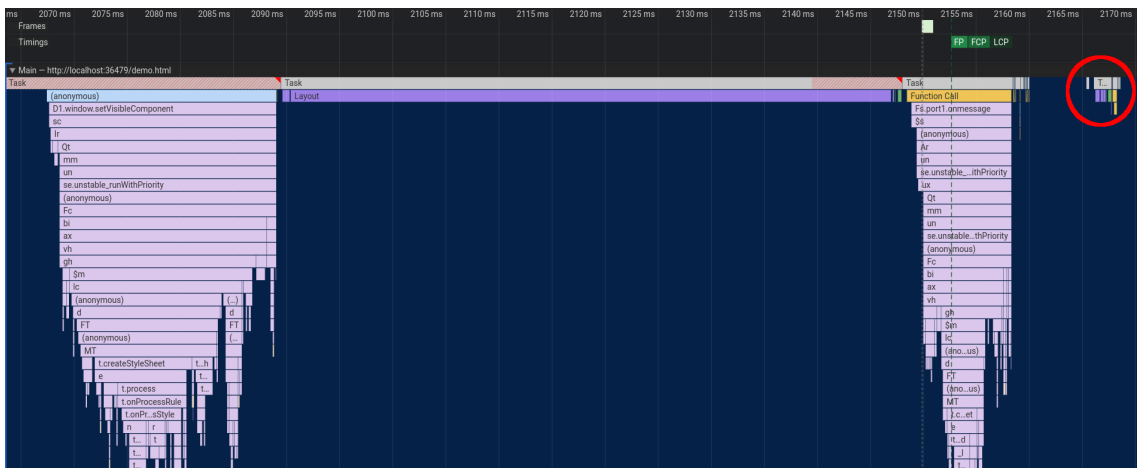 ms 2070 ms 2075 ms 2080 ms 2085 ms 2090 ms 2095 ms 2100 ms 2105 ms 2110 ms 2115 ms 2120 ms 2125 ms 2130 ms 2135 ms 2140 ms 2145 ms 2150 ms 2155 ms 2160 ms 2165 ms 2170 ms
Frames
Timings FP FCP LCP
▼ Main — http://localhost:36479/demo.html
Task Task Task T...
(anonymous) Layout Function Call
D1.window.setVisibleComponent Fs.port1.onmessage
sc $s
lr (anonymous)
Qt Ar
mm un
un se.unstable_...ithPriority
se.unstable_runWithPriority ux
(anonymous) Qt
Fc mm
bi un
ax se.unstable...thPriority
vh (anonymous)
gh Fc
$m bi
lc ax
(anonymous) (...) vh
d d gh
FT FT $m
(anonymous) (... lc
MT (ano...us)
t.createStyleSheet t...h d
e t... FT
t.process t... (ano...us)
t.onProcessRule MT
t.onPr...sStyle t.c...et
n r e
t... t t...d
t... _l
t... t...